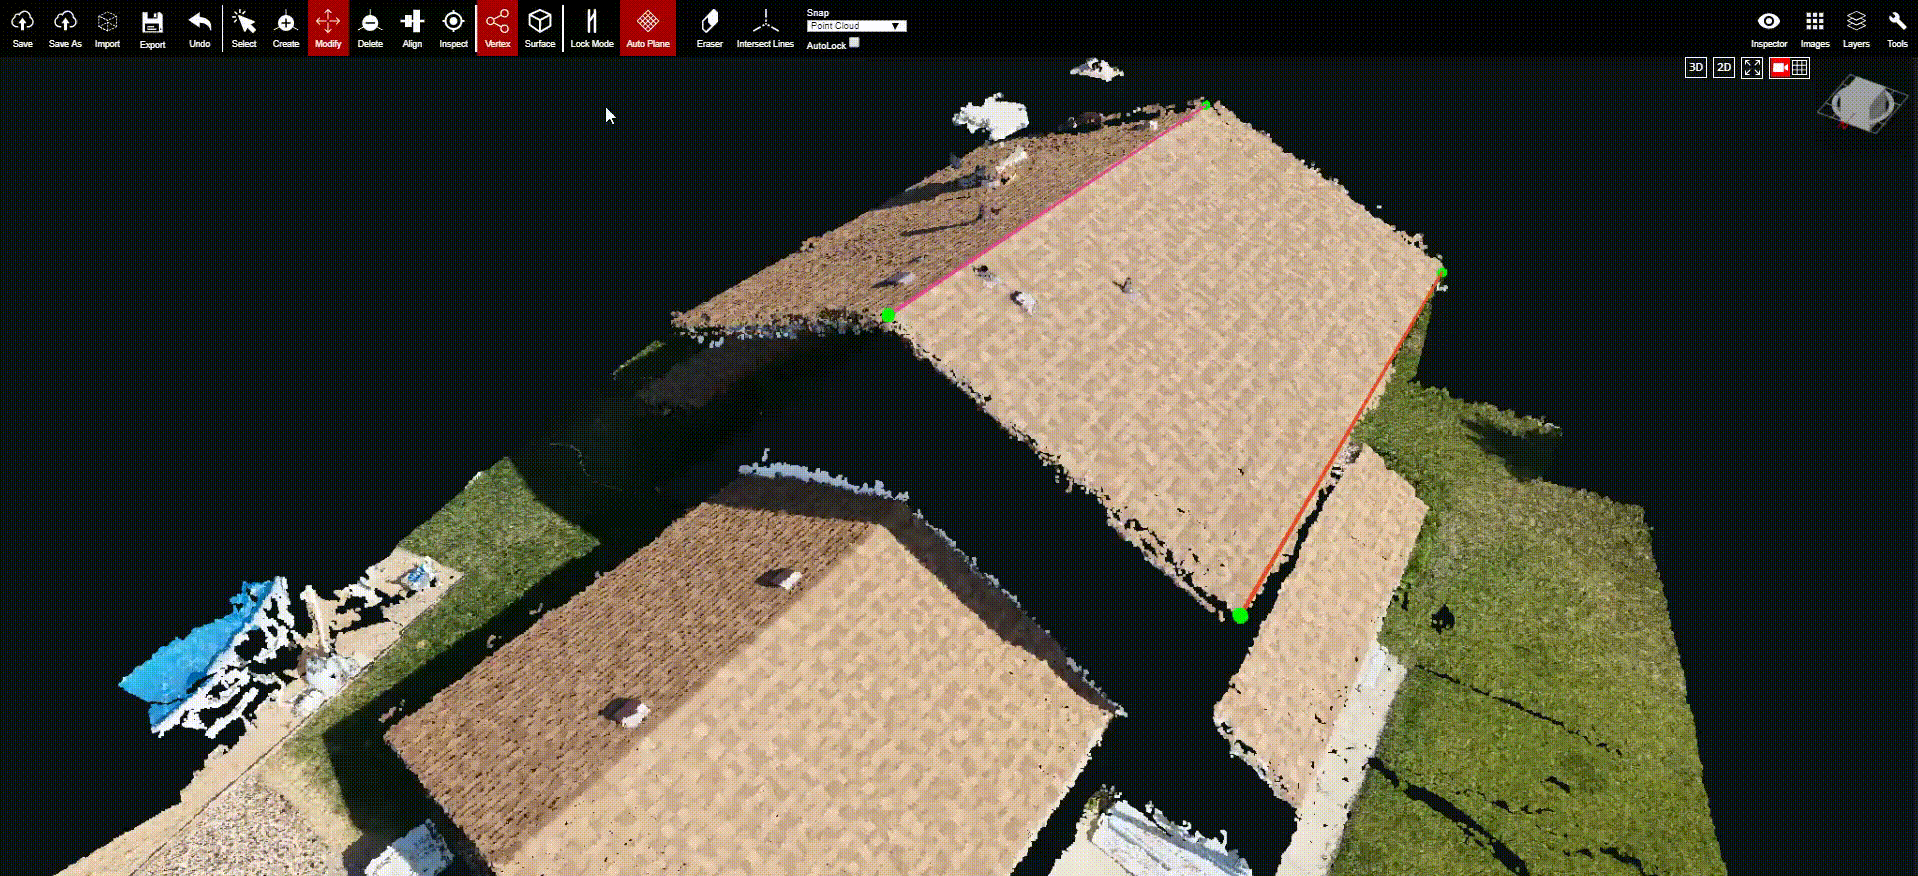 Save
Save As
Import
Export
Undo
Select
Create
Modify
Delete
Align
Inspect
Vertex
Surface
Lock Mode
Auto Plane
Eraser
Intersect Lines
Snap
Point Cloud
AutoLock
Inspector
Images
Layers
Tools
3D
2D